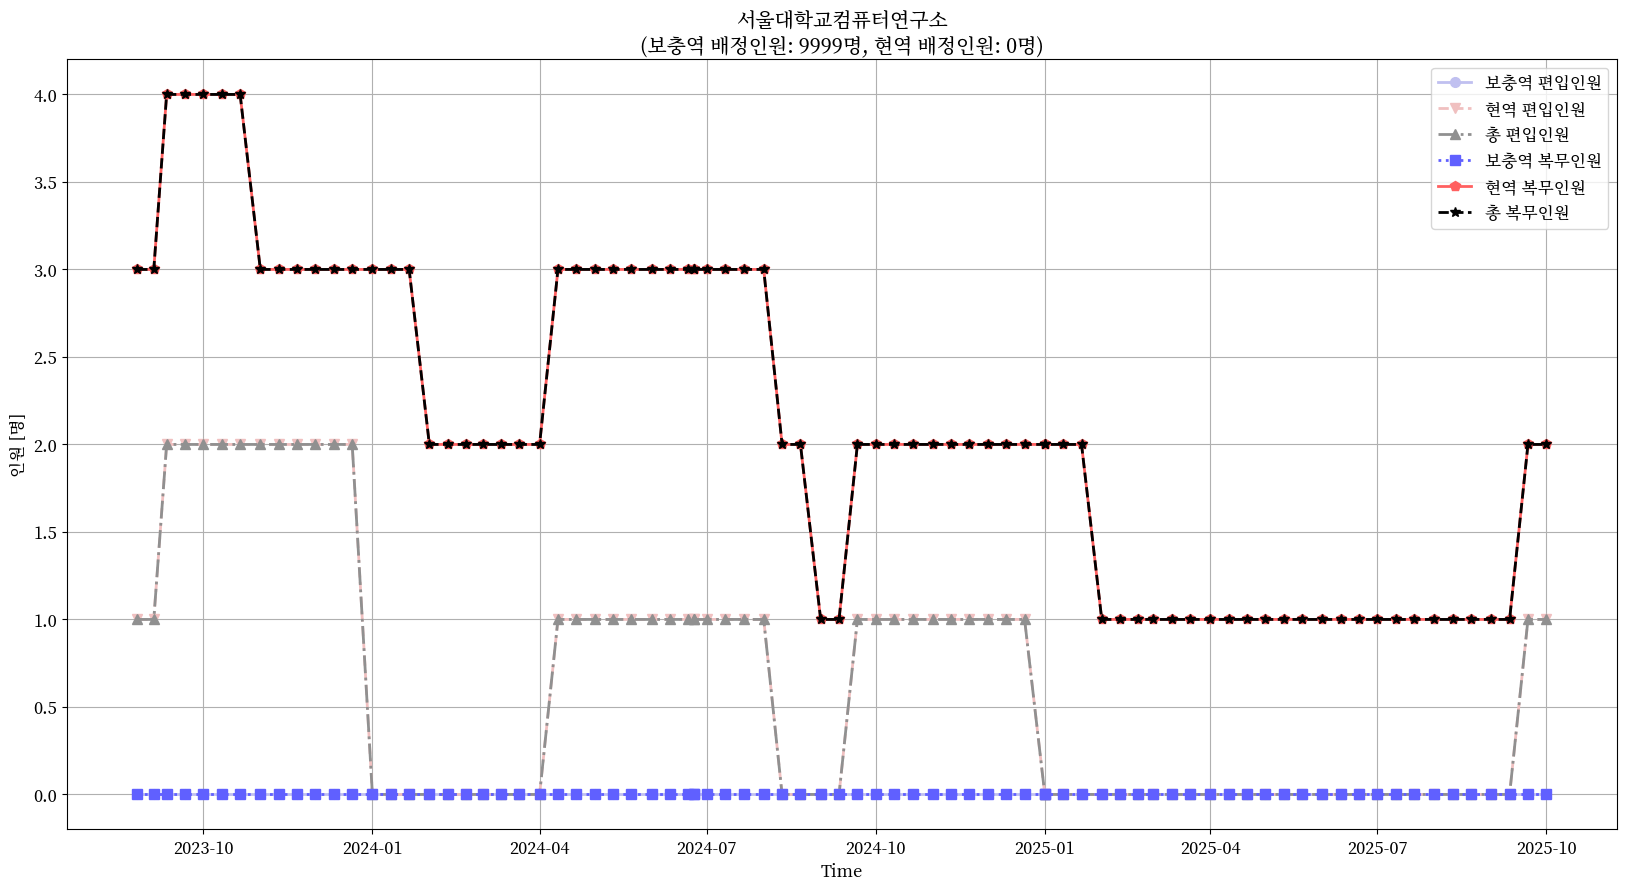 서울대학교컴퓨터연구소
(보충역 배정인원: 9999명, 현역 배정인원: 0명)
보충역 편입인원
현역 편입인원
총 편입인원
보충역 복무인원
현역 복무인원
총 복무인원
인원 [명]
4.0
3.5
3.0
2.5
2.0
1.5
1.0
0.5
0.0
2023-10
2024-01
2024-04
2024-07
2024-10
2025-01
2025-04
2025-07
2025-10
Time